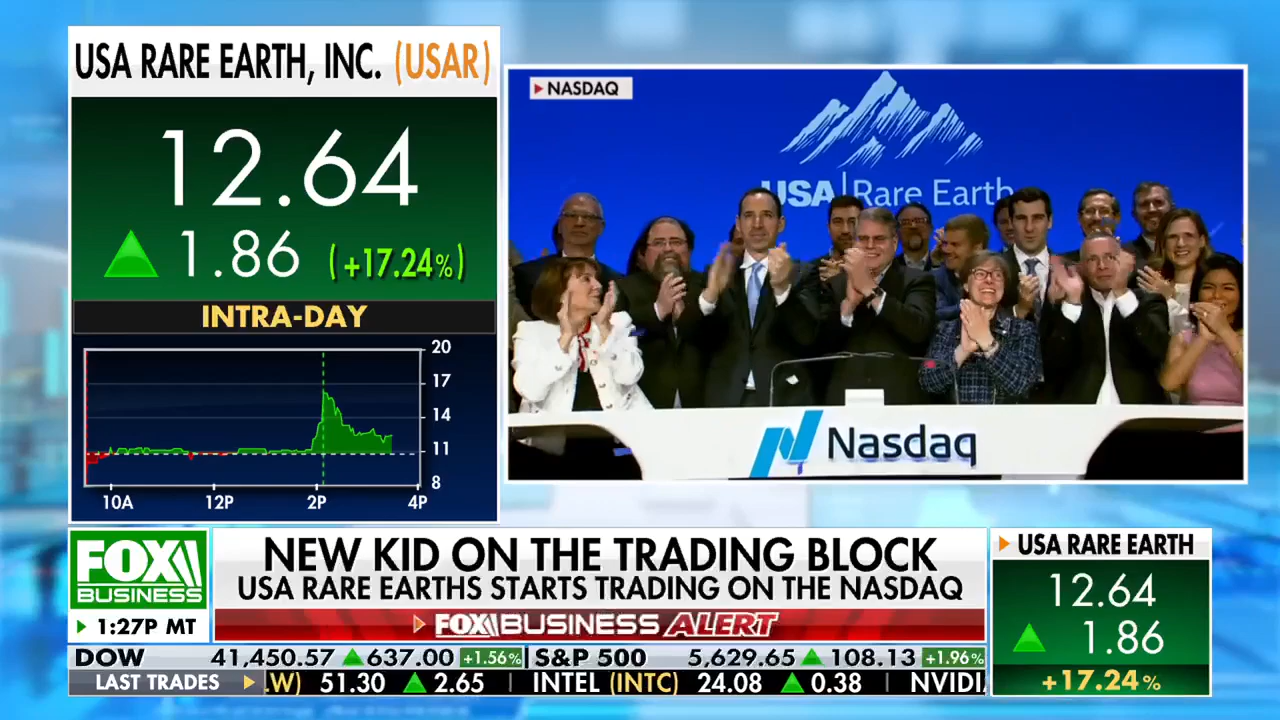 USA RARE EARTH, INC. (USAR)
12.64
1.86 (+17.24%)
INTRA-DAY
20
17
14
11
8
10A 12P 2P 4P
NASDAQ
USA | Rare Earth
Nasdaq
FOX BUSINESS
1:27P MT
NEW KID ON THE TRADING BLOCK
USA RARE EARTHS STARTS TRADING ON THE NASDAQ
FOX BUSINESS ALERT
USA RARE EARTH
12.64
1.86
+17.24%
DOW 41,450.57 637.00 +1.56% S&P 500 5,629.65 108.13 +1.96%
LAST TRADES .W) 51.30 2.65 | INTEL (INTC) 24.08 0.38 | NVIDI